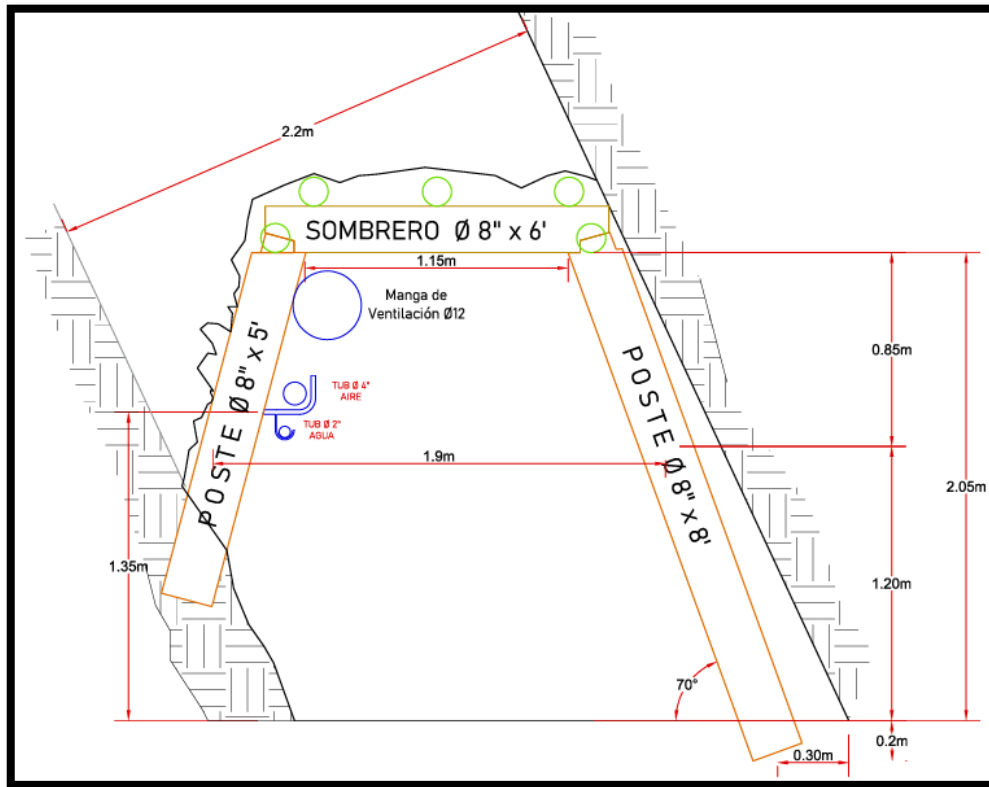 2.2m
SOMBRERO Ø 8" x 6'
1.15m
Manga de
Ventilación Ø12
0.85m
POSTE Ø 8" x 5'
POSTE Ø 8" x 8'
TUB Ø 4"
AIRE
TUB Ø 2"
AGUA
1.9m
2.05m
1.35m
1.20m
70°
0.2m
0.30m